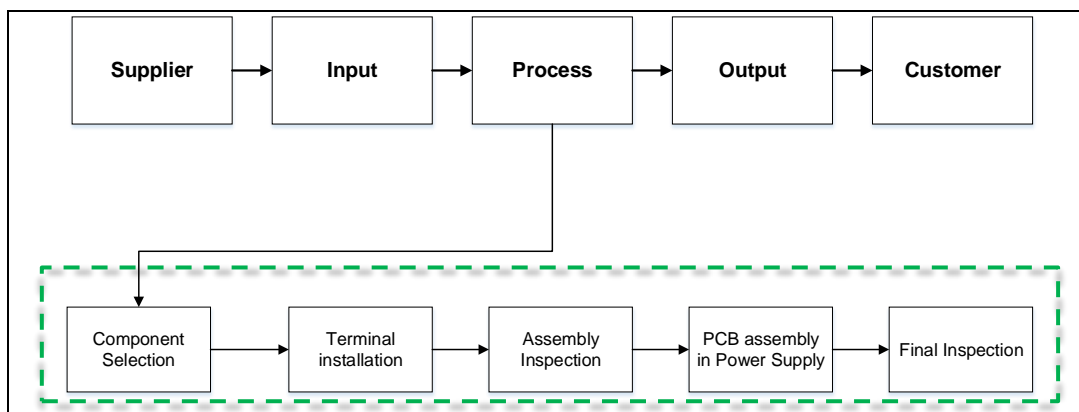 Supplier
Input
Process
Output
Customer
Component
Selection
Terminal
installation
Assembly
Inspection
PCB assembly
in Power Supply
Final Inspection